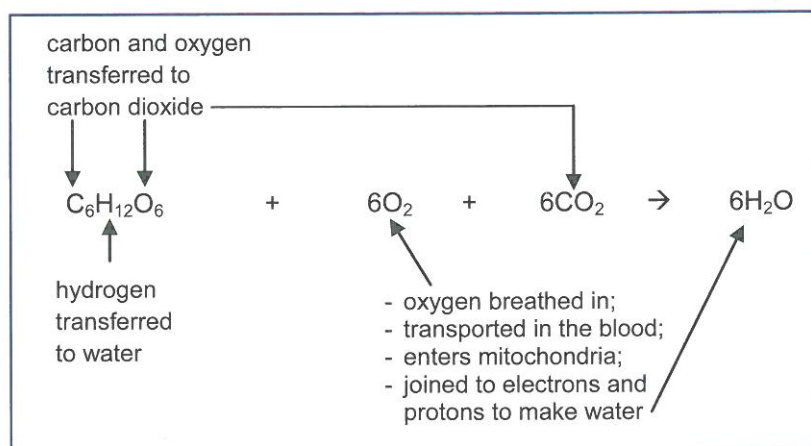 carbon and oxygen
transferred to
carbon dioxide
C₆H₁₂O₆ + 6O₂ + 6CO₂ → 6H₂O
hydrogen
transferred
to water
- oxygen breathed in;
- transported in the blood;
- enters mitochondria;
- joined to electrons and
protons to make water